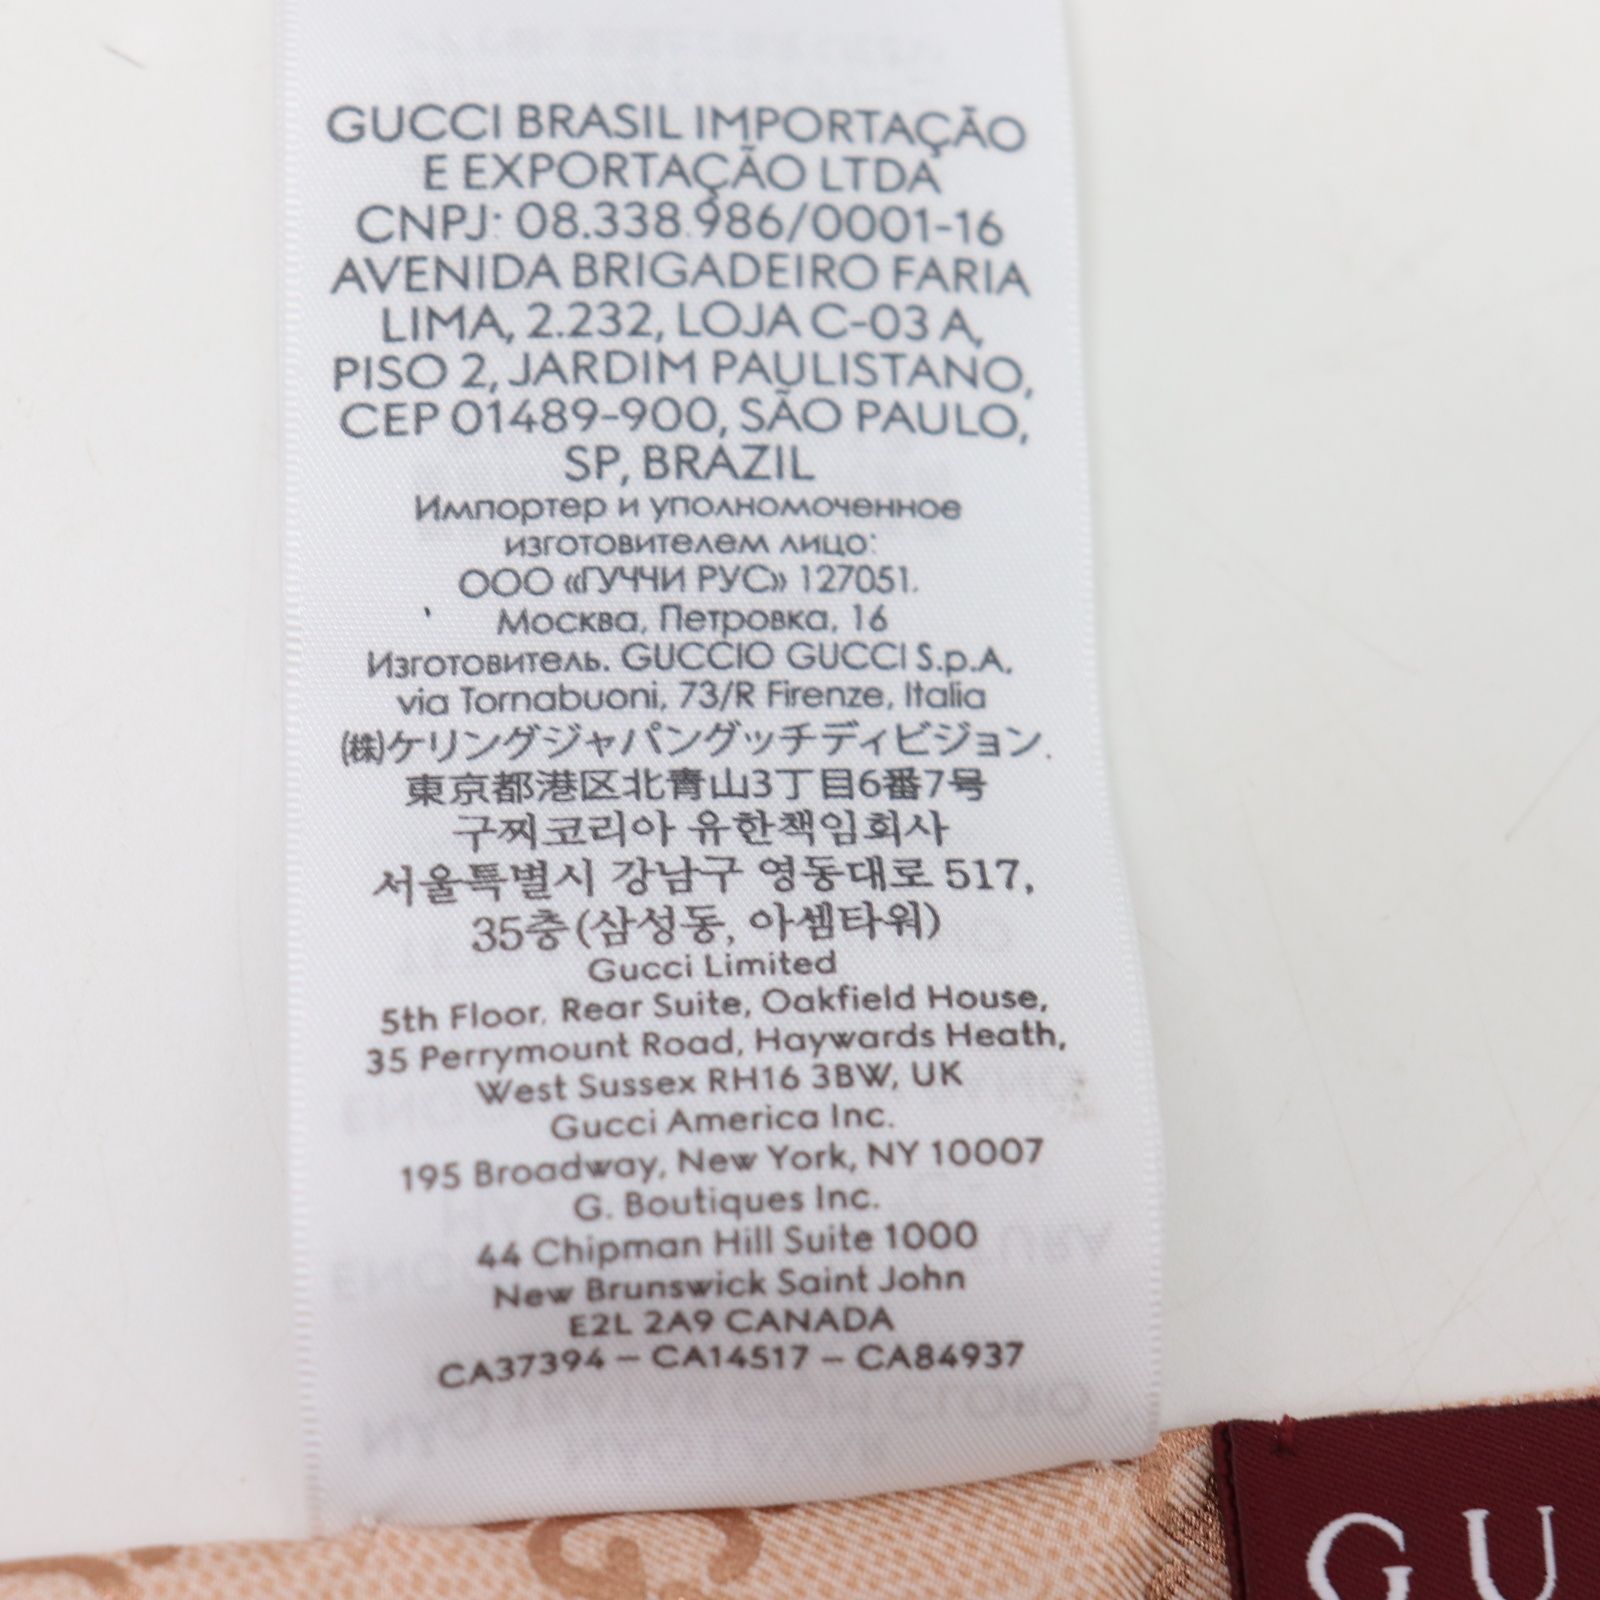 GUCCI BRASIL IMPORTAÇÃO
E EXPORTAÇÃO LTDA
CNPJ: 08.338.986/0001-16
AVENIDA BRIGADEIRO FARIA
LIMA, 2.232, LOJA C-03 A,
PISO 2, JARDIM PAULISTANO,
CEP 01489-900, SÃO PAULO,
SP, BRAZIL
Импортер и уполномоченное
изготовителем лицо:
ООО «ГУЧЧИ РУС» 127051.
Москва, Петровка, 16
Изготовитель. GUCCIO GUCCI S.p.A.
via Tornabuoni, 73/R Firenze, Italia
(株)ケリングジャパングッチディビジョン.
東京都港区北青山3丁目6番7号
구찌코리아 유한책임회사
서울특별시 강남구 영동대로 517,
35층(삼성동, 아셈타워)
Gucci Limited
5th Floor, Rear Suite, Oakfield House,
35 Perrymount Road, Haywards Heath,
West Sussex RH16 3BW, UK
Gucci America Inc.
195 Broadway, New York, NY 10007
G. Boutiques Inc.
44 Chipman Hill Suite 1000
New Brunswick Saint John
E2L 2A9 CANADA
CA37394 – CA14517 – CA84937
GU